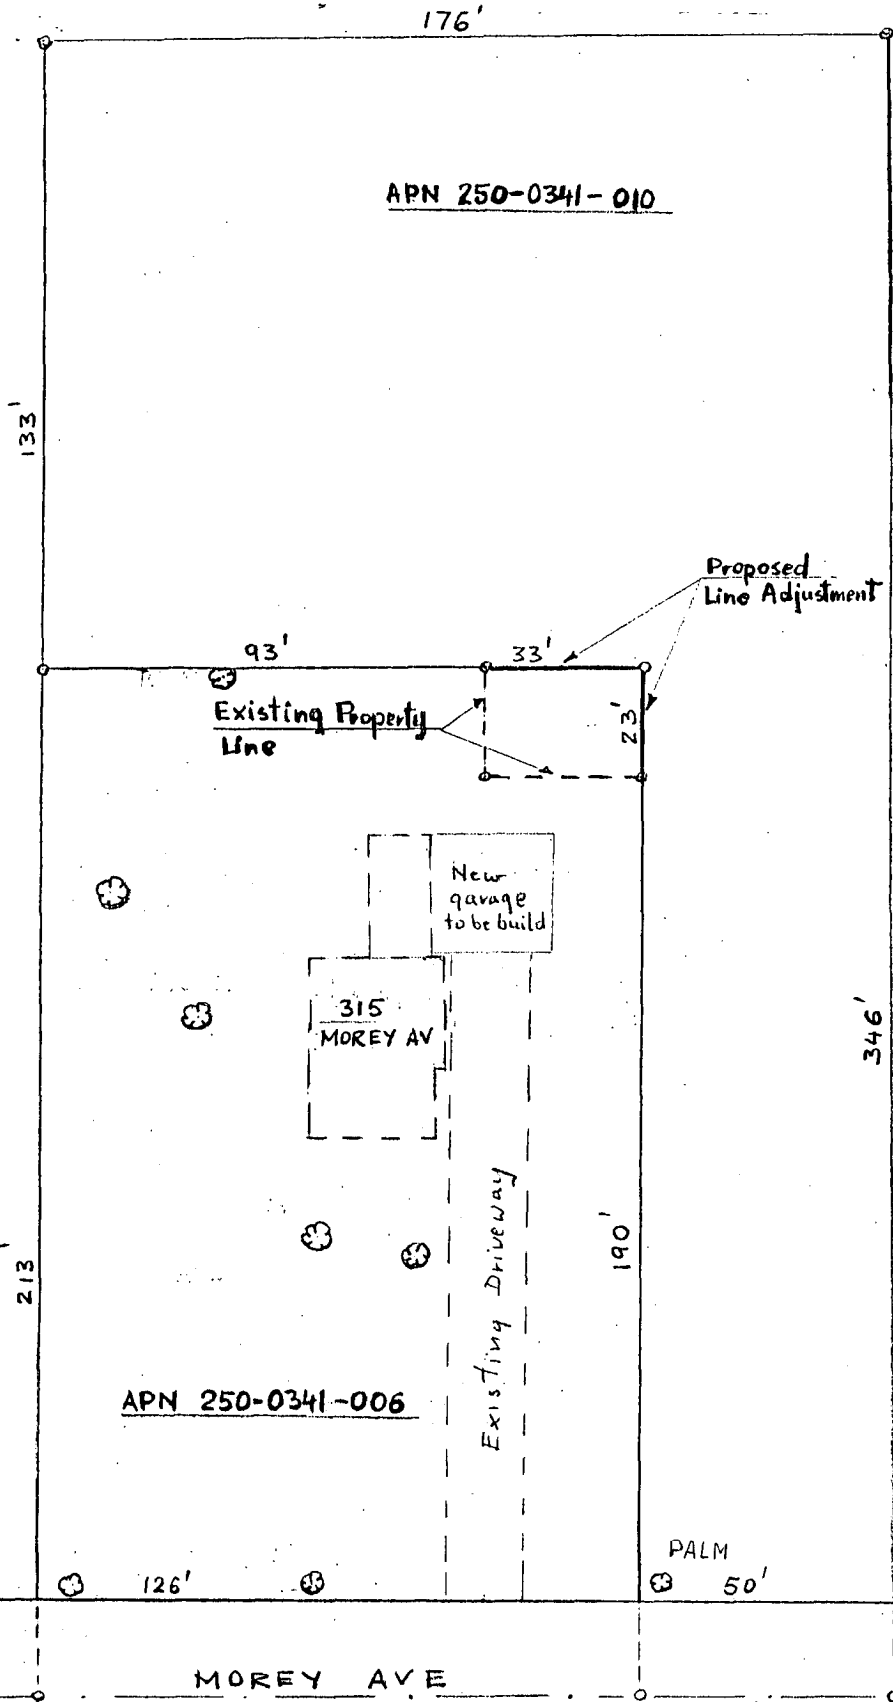 176'
APN 250-0341-010
133'
Proposed
Line Adjustment
93'
33'
Existing Property
Line
23'
New
garage
to be build
315
MOREY AV
346'
Existing Driveway
190'
213'
APN 250-0341-006
PALM
126'
50'
MOREY AVE